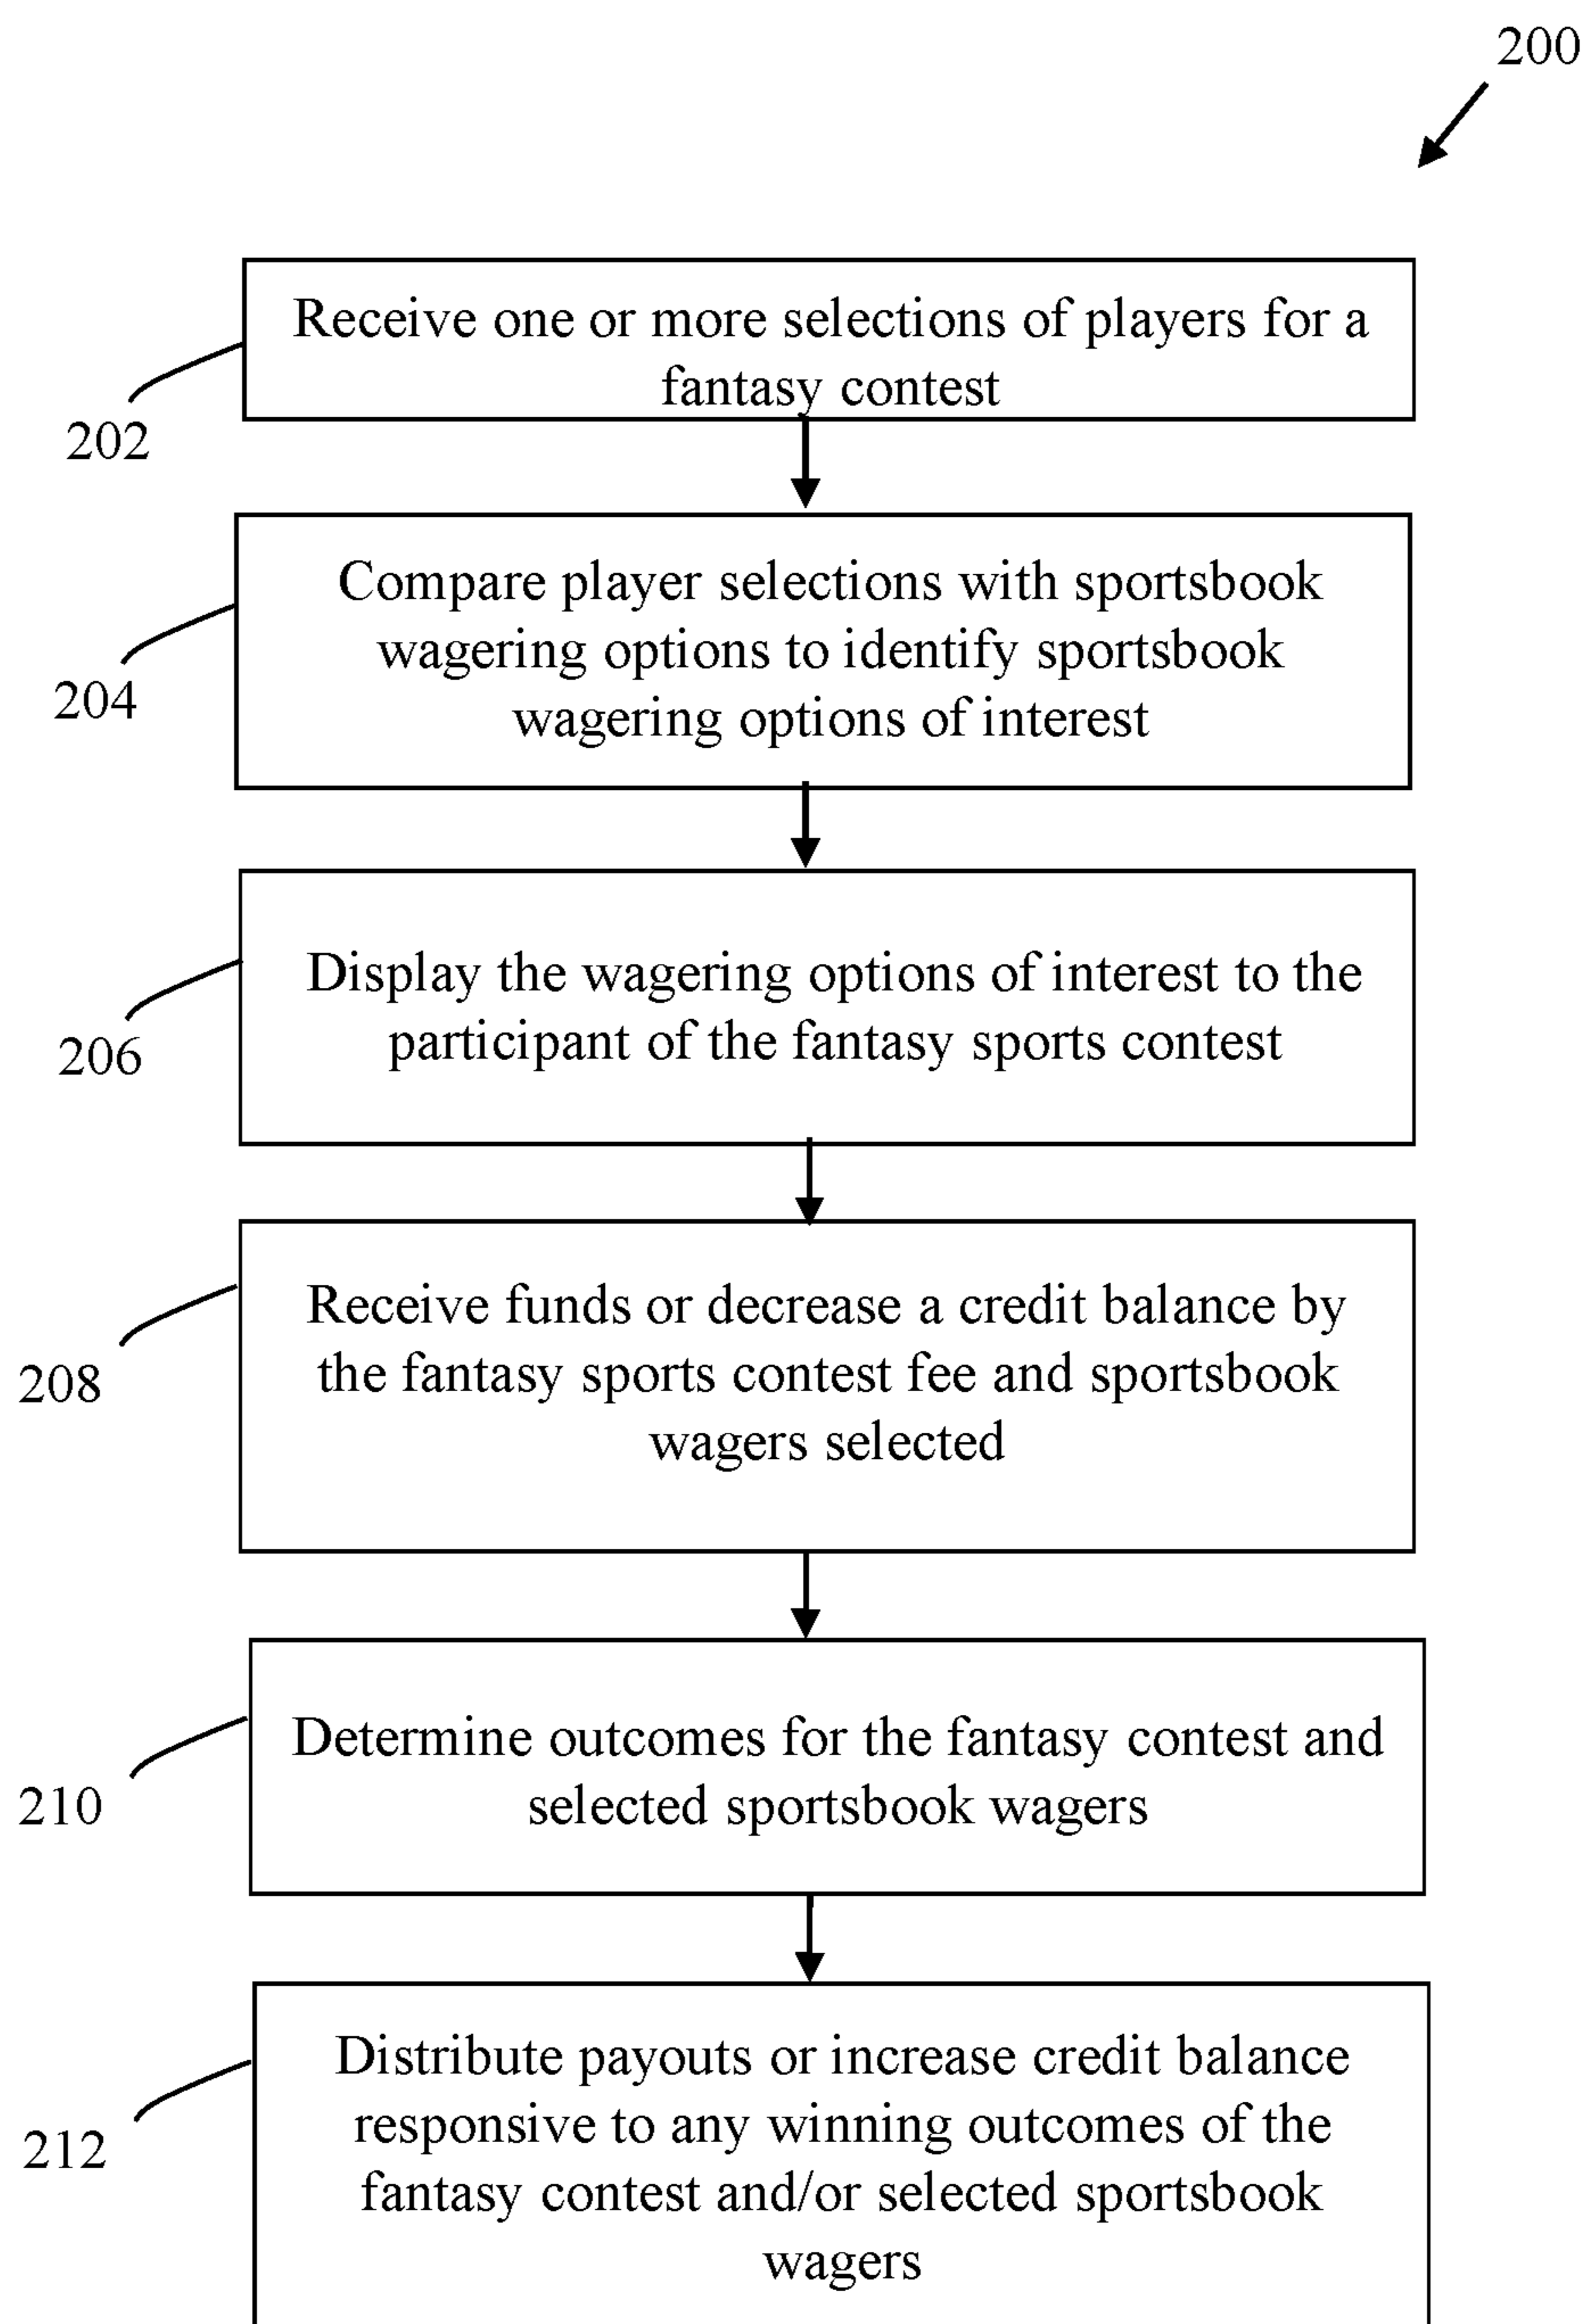 200
Receive one or more selections of players for a
fantasy contest
202
Compare player selections with sportsbook
wagering options to identify sportsbook
wagering options of interest
204
Display the wagering options of interest to the
participant of the fantasy sports contest
206
Receive funds or decrease a credit balance by
the fantasy sports contest fee and sportsbook
wagers selected
208
Determine outcomes for the fantasy contest and
selected sportsbook wagers
210
Distribute payouts or increase credit balance
responsive to any winning outcomes of the
fantasy contest and/or selected sportsbook
wagers
212